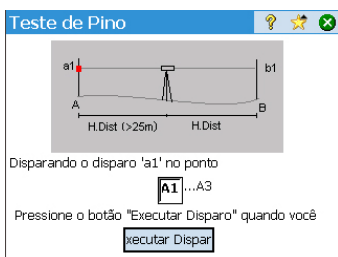 Teste de Pino
a1
b1
A
B
H.Dist (>25m)
H.Dist
Disparando o disparo 'a1' no ponto
A1 ...A3
Pressione o botão "Executar Disparo" quando você
xecutar Dispar